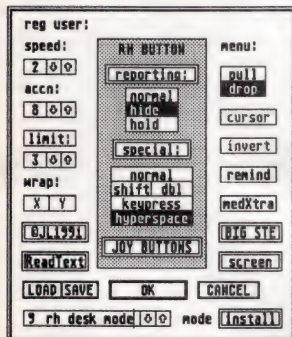 reg user:
speed: RH BUTTON menu:
2 reporting: pull
accn: normal drop
8 hide cursor
limit: hold invert
3 special: remind
wrap: normal medXtra
X Y shift dbl BIG STE
@JL1991 keypress screen
ReadText hyperspace
JOY BUTTONS
LOAD SAVE OK CANCEL
9 rh desk mode mode install